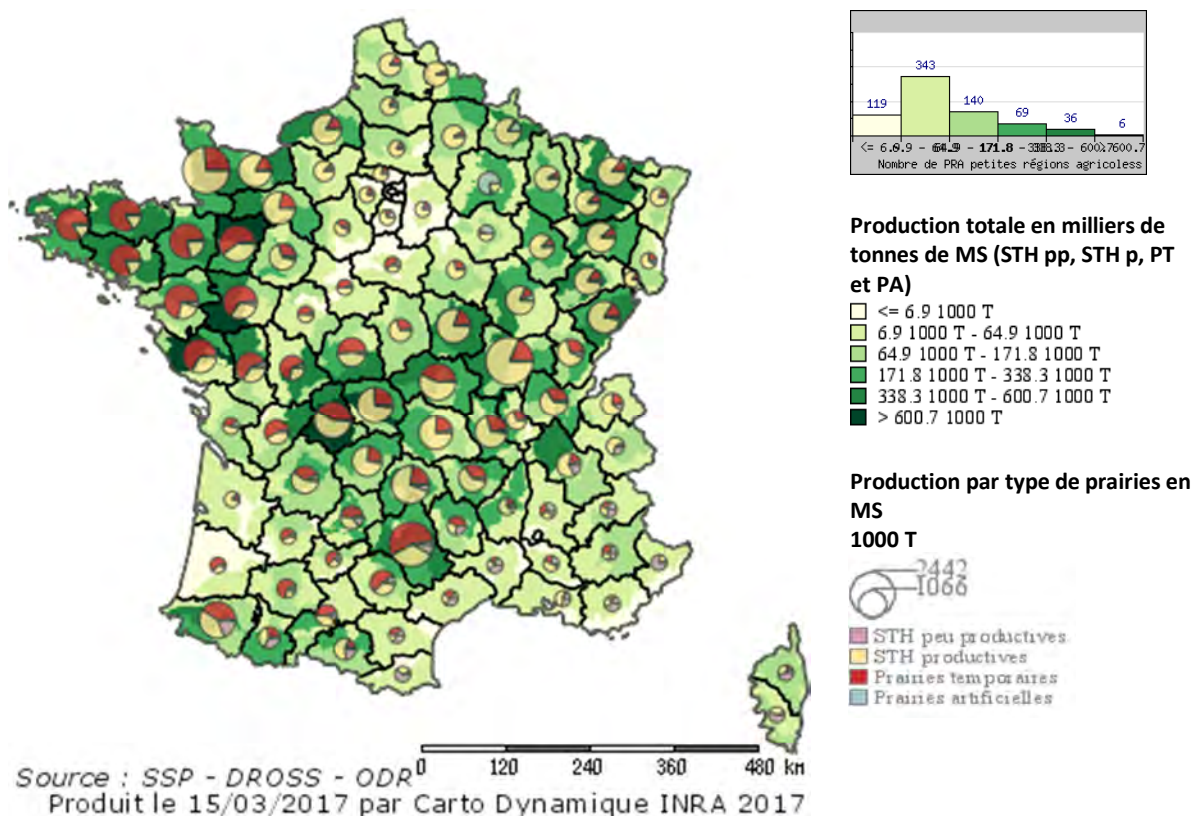 343
119
140
69
36
6
Nombre de PRA petites régions agricoless
Production totale en milliers de
tonnes de MS (STH pp, STH p, PT
et PA)
<= 6.9 1000 T
6.9 1000 T - 64.9 1000 T
64.9 1000 T - 171.8 1000 T
171.8 1000 T - 338.3 1000 T
338.3 1000 T - 600.7 1000 T
> 600.7 1000 T
Production par type de prairies en
MS
1000 T
2442
1066
STH peu productives
STH productives
Prairies temporaires
Prairies artificielles
0 120 240 360 480 km
Source : SSP - DROSS - ODR
Produit le 15/03/2017 par Carto Dynamique INRA 2017